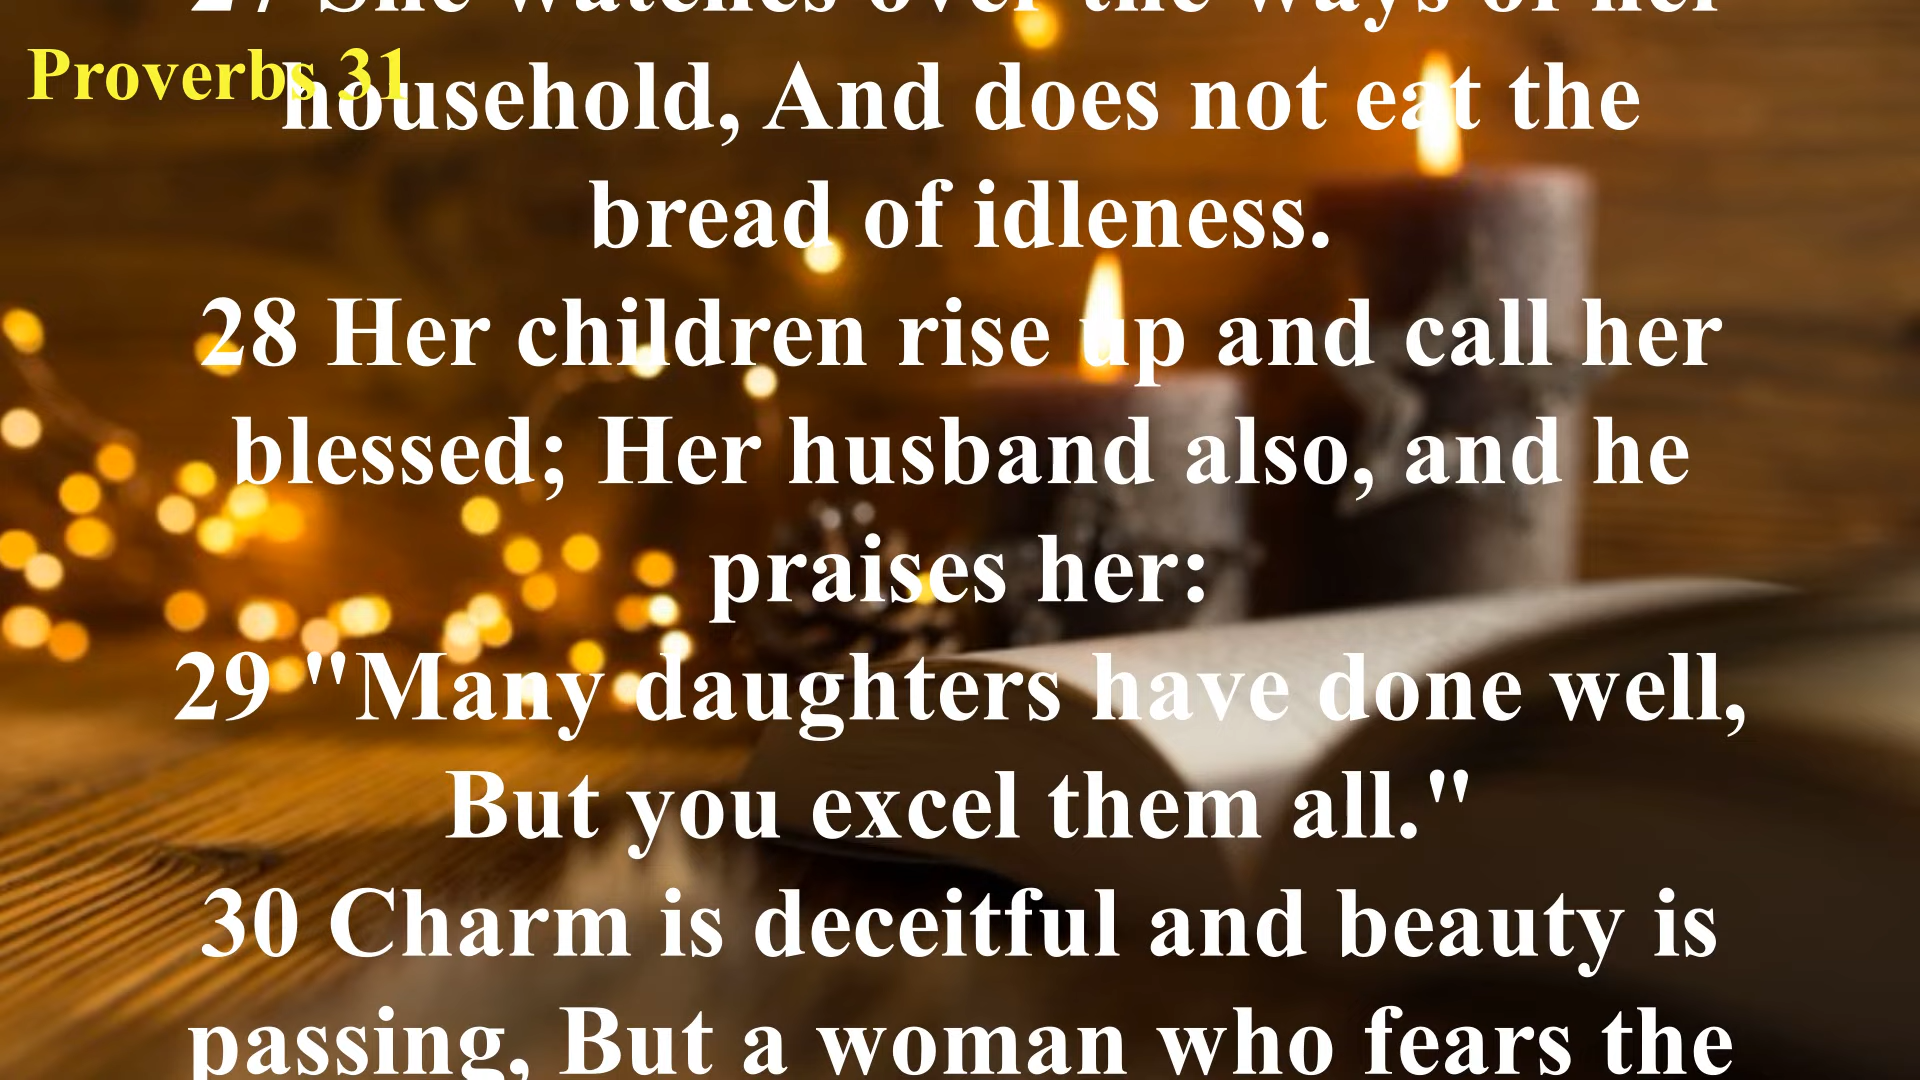 27 She watches over the ways of her
Proverbs 31
household, And does not eat the
bread of idleness.
28 Her children rise up and call her
blessed; Her husband also, and he
praises her:
29 "Many daughters have done well,
But you excel them all."
30 Charm is deceitful and beauty is
passing, But a woman who fears the